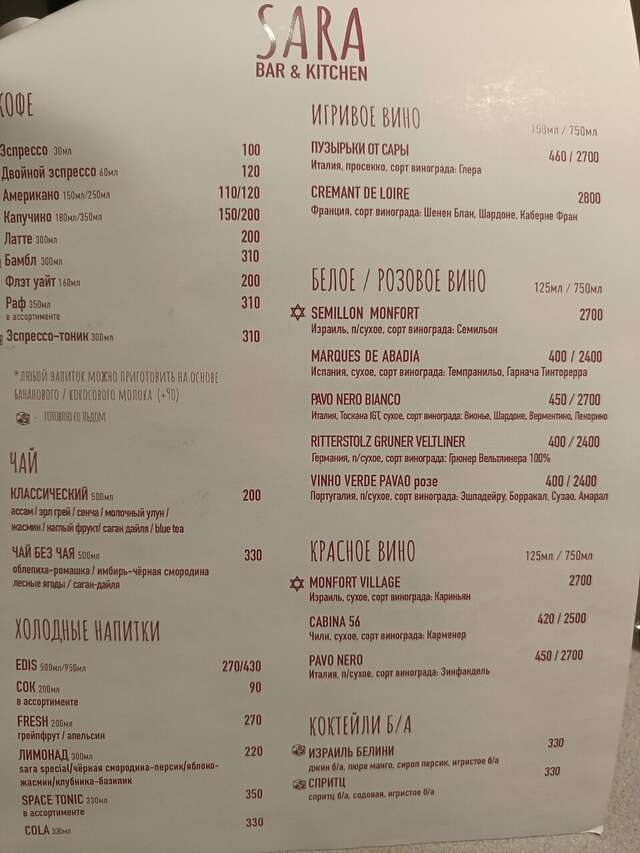 SARA
BAR & KITCHEN
КОФЕ
Эспрессо 30мл 100
Двойной эспрессо 60мл 120
Американо 150мл/250мл 110/120
Капучино 180мл/350мл 150/200
Латте 300мл 200
Бамбл 300мл 310
Флэт уайт 160мл 200
Раф 350мл 310
в ассортименте
Эспрессо-тоник 300мл 310
*любой напиток можно приготовить на основе
бананового / кокосового молока (+90)
- готовлю со льдом
ЧАЙ
КЛАССИЧЕСКИЙ 500мл 200
ассам / эрл грей / сенча / молочный улун /
жасмин / наглый фрукт/ саган дайля / blue tea
ЧАЙ БЕЗ ЧАЯ 500мл 330
облепиха-ромашка / имбирь-чёрная смородина
лесные ягоды / саган-дайля
ХОЛОДНЫЕ НАПИТКИ
EDIS 500мл/950мл 270/430
СОК 200мл 90
в ассортименте
FRESH 200мл 270
грейпфрут / апельсин
ЛИМОНАД 300мл 220
sara special/чёрная смородина-персик/яблоко-
жасмин/клубника-базилик
SPACE TONIC 330мл 350
в ассортименте
COLA 330мл 330
ИГРИВОЕ ВИНО 150мл / 750мл
ПУЗЫРЬКИ ОТ САРЫ 460 / 2700
Италия, просекко, сорт винограда: Глера
CREMANT DE LOIRE 2800
Франция, сорт винограда: Шенен Блан, Шардоне, Каберне Фран
БЕЛОЕ / РОЗОВОЕ ВИНО 125мл / 750мл
SEMILLON MONFORT 2700
Израиль, п/сухое, сорт винограда: Семильон
MARQUES DE ABADIA 400 / 2400
Испания, сухое, сорт винограда: Темпранильо, Гарнача Тинторерра
PAVO NERO BIANCO 450 / 2700
Италия, Тоскана IGT, сухое, сорт винограда: Вионье, Шардоне, Верментино, Пекорино
RITTERSTOLZ GRUNER VELTLINER 400 / 2400
Германия, п/сухое, сорт винограда: Грюнер Вельтлинера 100%
VINHO VERDE PAVAO розе 400 / 2400
Португалия, п/сухое, сорт винограда: Эшпадейру, Борракал, Сузао, Амарал
КРАСНОЕ ВИНО 125мл / 750мл
MONFORT VILLAGE 2700
Израиль, сухое, сорт винограда: Кариньян
CABINA 56 420 / 2500
Чили, сухое, сорт винограда: Карменер
PAVO NERO 450 / 2700
Италия, п/сухое, сорт винограда: Зинфандель
КОКТЕЙЛИ Б/А
ИЗРАИЛЬ БЕЛИНИ 330
джин б/а, пюре манго, сироп персик, игристое б/а
СПРИТЦ 330
спритц б/а, содовая, игристое б/а